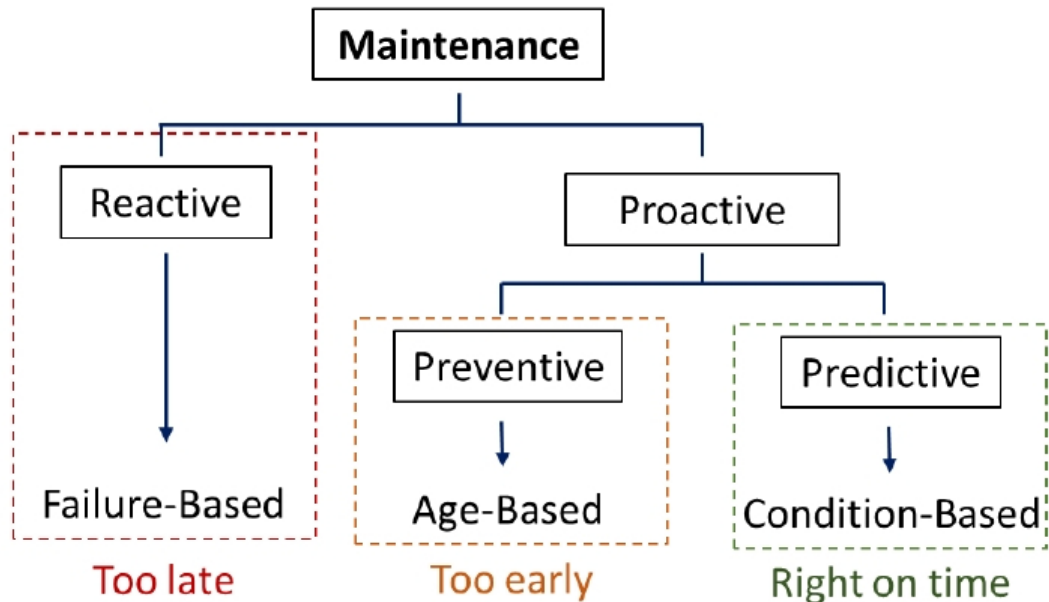 Maintenance
Reactive
Proactive
Preventive
Predictive
Failure-Based
Age-Based
Condition-Based
Too late
Too early
Right on time